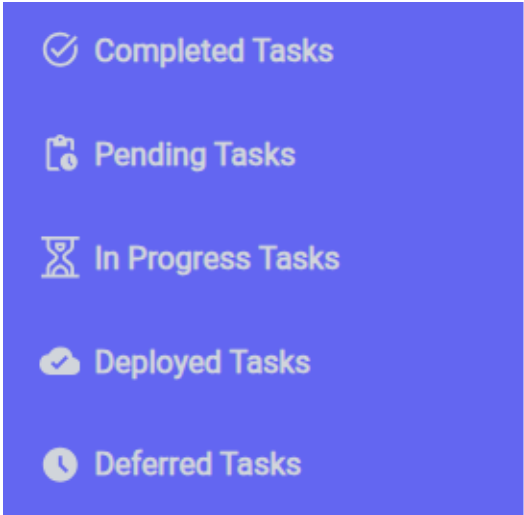 Completed Tasks
Pending Tasks
In Progress Tasks
Deployed Tasks
Deferred Tasks